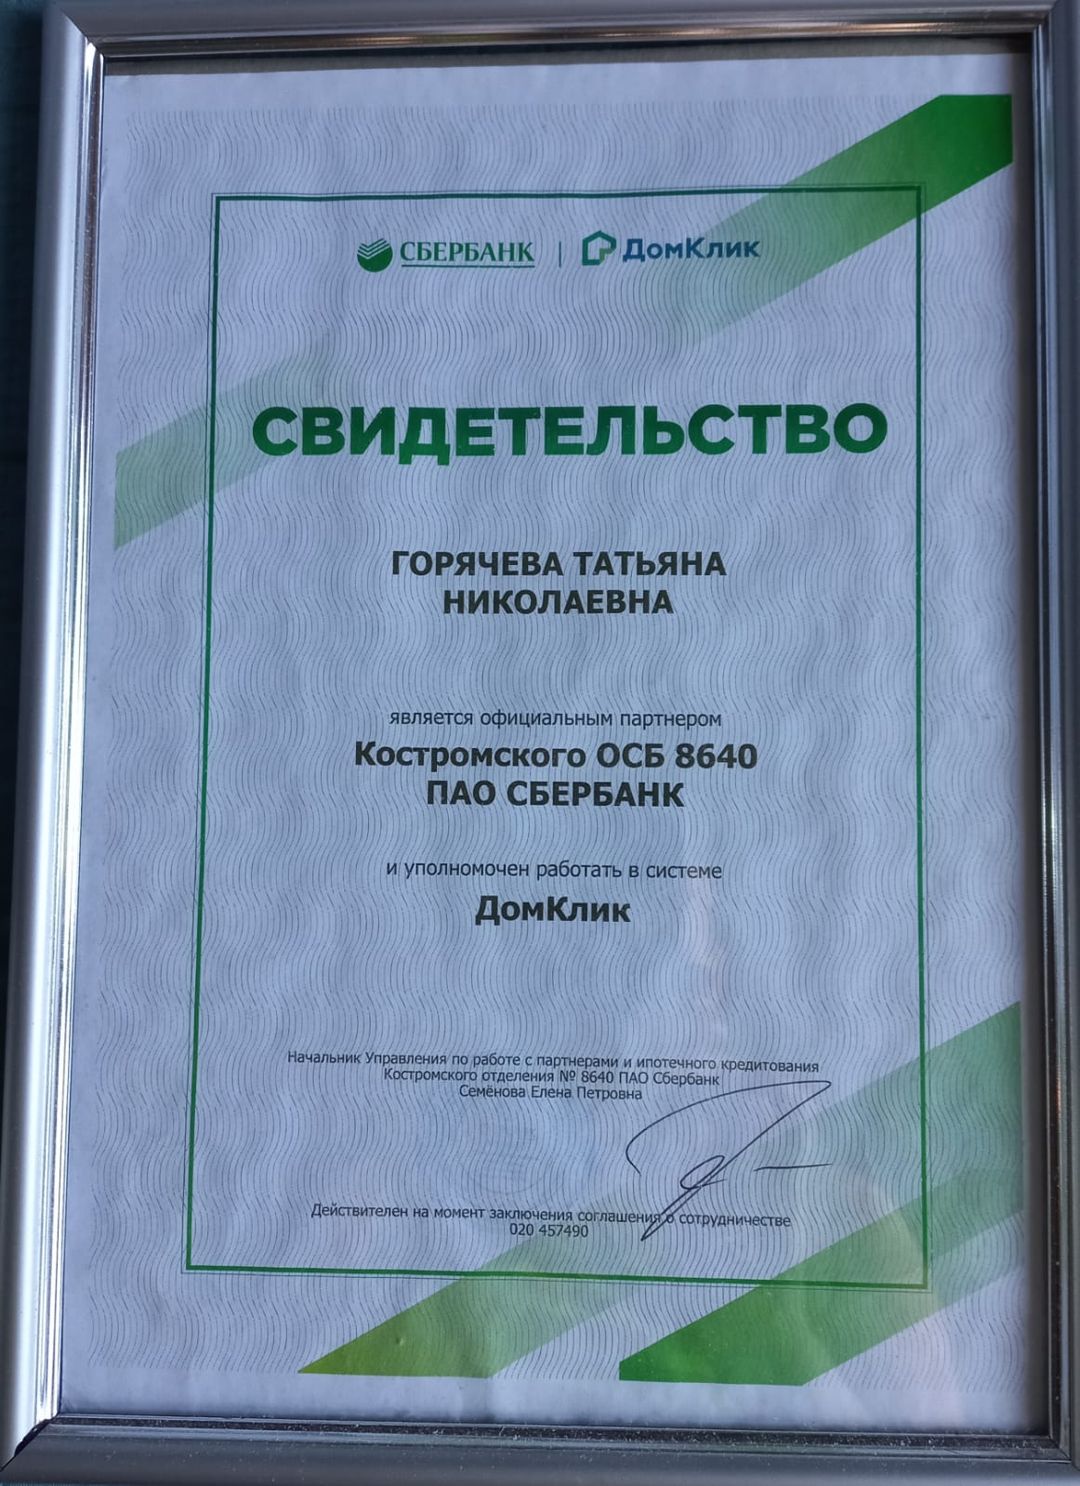 СБЕРБАНК | ДомКлик
СВИДЕТЕЛЬСТВО
ГОРЯЧЕВА ТАТЬЯНА
НИКОЛАЕВНА
является официальным партнером
Костромского ОСБ 8640
ПАО СБЕРБАНК
и уполномочен работать в системе
ДомКлик
Начальник Управления по работе с партнерами и ипотечного кредитования
Костромского отделения № 8640 ПАО Сбербанк
Семёнова Елена Петровна
Действителен на момент заключения соглашения о сотрудничестве
020 457490